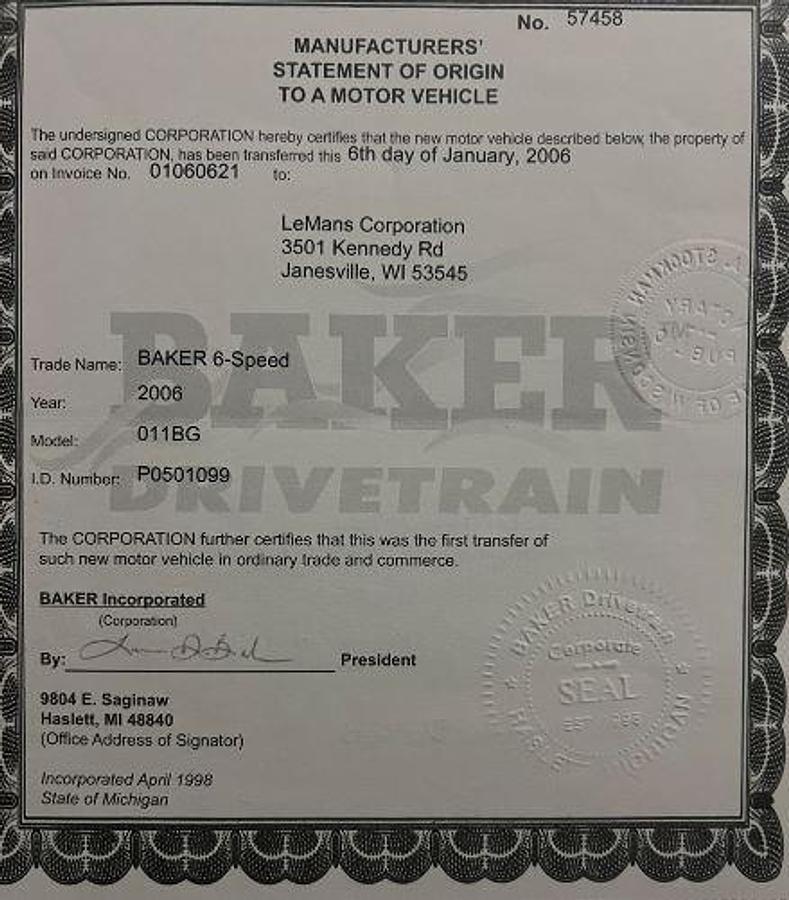 No. 57458
MANUFACTURERS'
STATEMENT OF ORIGIN
TO A MOTOR VEHICLE
The undersigned CORPORATION hereby certifies that the new motor vehicle described below, the property of
said CORPORATION, has been transferred this 6th day of January, 2006
on Invoice No. 01060621 to:
LeMans Corporation
3501 Kennedy Rd
Janesville, WI 53545
BAKER
DRIVETRAIN
Trade Name: BAKER 6-Speed
Year: 2006
Model: 011BG
I.D. Number: P0501099
The CORPORATION further certifies that this was the first transfer of
such new motor vehicle in ordinary trade and commerce.
BAKER Incorporated
(Corporation)
By:
President
9804 E. Saginaw
Haslett, MI 48840
(Office Address of Signator)
Incorporated April 1998
State of Michigan
BAKER Drivetrain
Corporate
SEAL